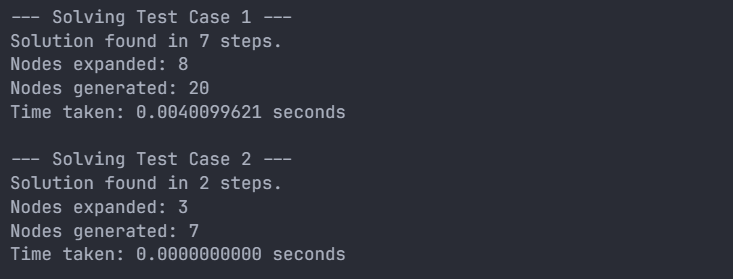 --- Solving Test Case 1 ---
Solution found in 7 steps.
Nodes expanded: 8
Nodes generated: 20
Time taken: 0.0040099621 seconds

--- Solving Test Case 2 ---
Solution found in 2 steps.
Nodes expanded: 3
Nodes generated: 7
Time taken: 0.0000000000 seconds